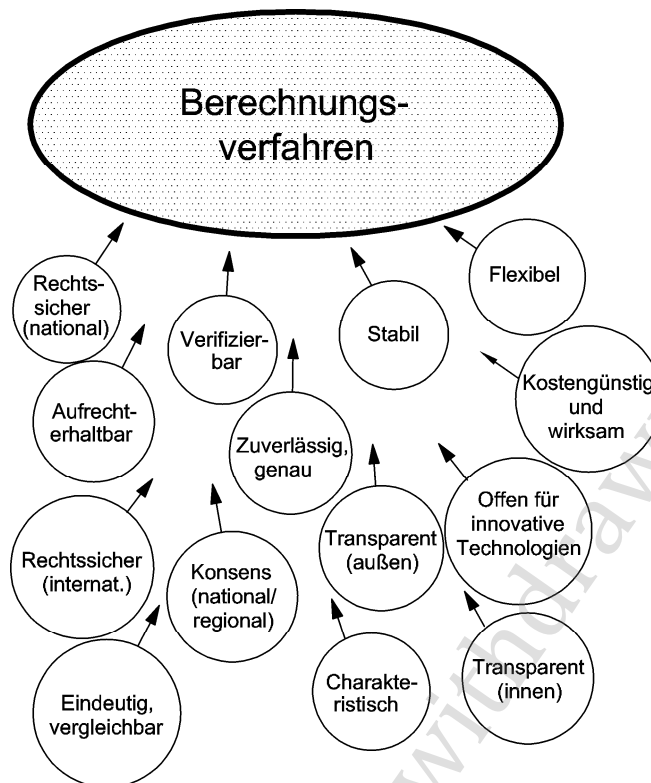 Berechnungs-
verfahren
Rechts-
sicher
(national)
Verifizier-
bar
Stabil
Flexibel
Aufrecht-
erhaltbar
Zuverlässig,
genau
Kostengünstig
und
wirksam
Rechtssicher
(internat.)
Konsens
(national/
regional)
Transparent
(außen)
Offen für
innovative
Technologien
Eindeutig,
vergleichbar
Charakte-
ristisch
Transparent
(innen)
withdrawn